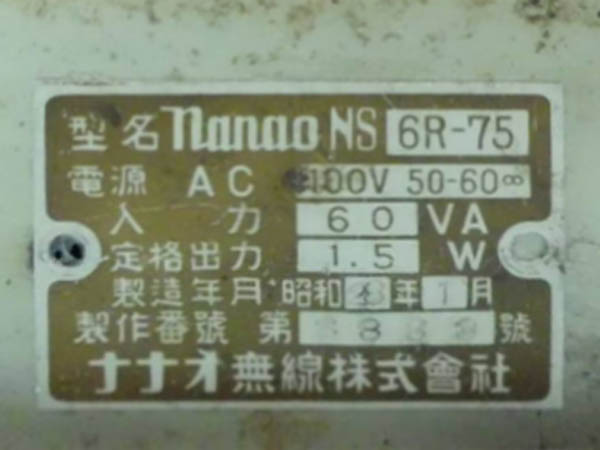 型名 nanao NS 6R-75
電源 AC 100V 50-60∞
入力 60 VA
定格出力 1.5 W
製造年月 昭和 年 1月
製作番號 第 號
ナナオ無線株式會社